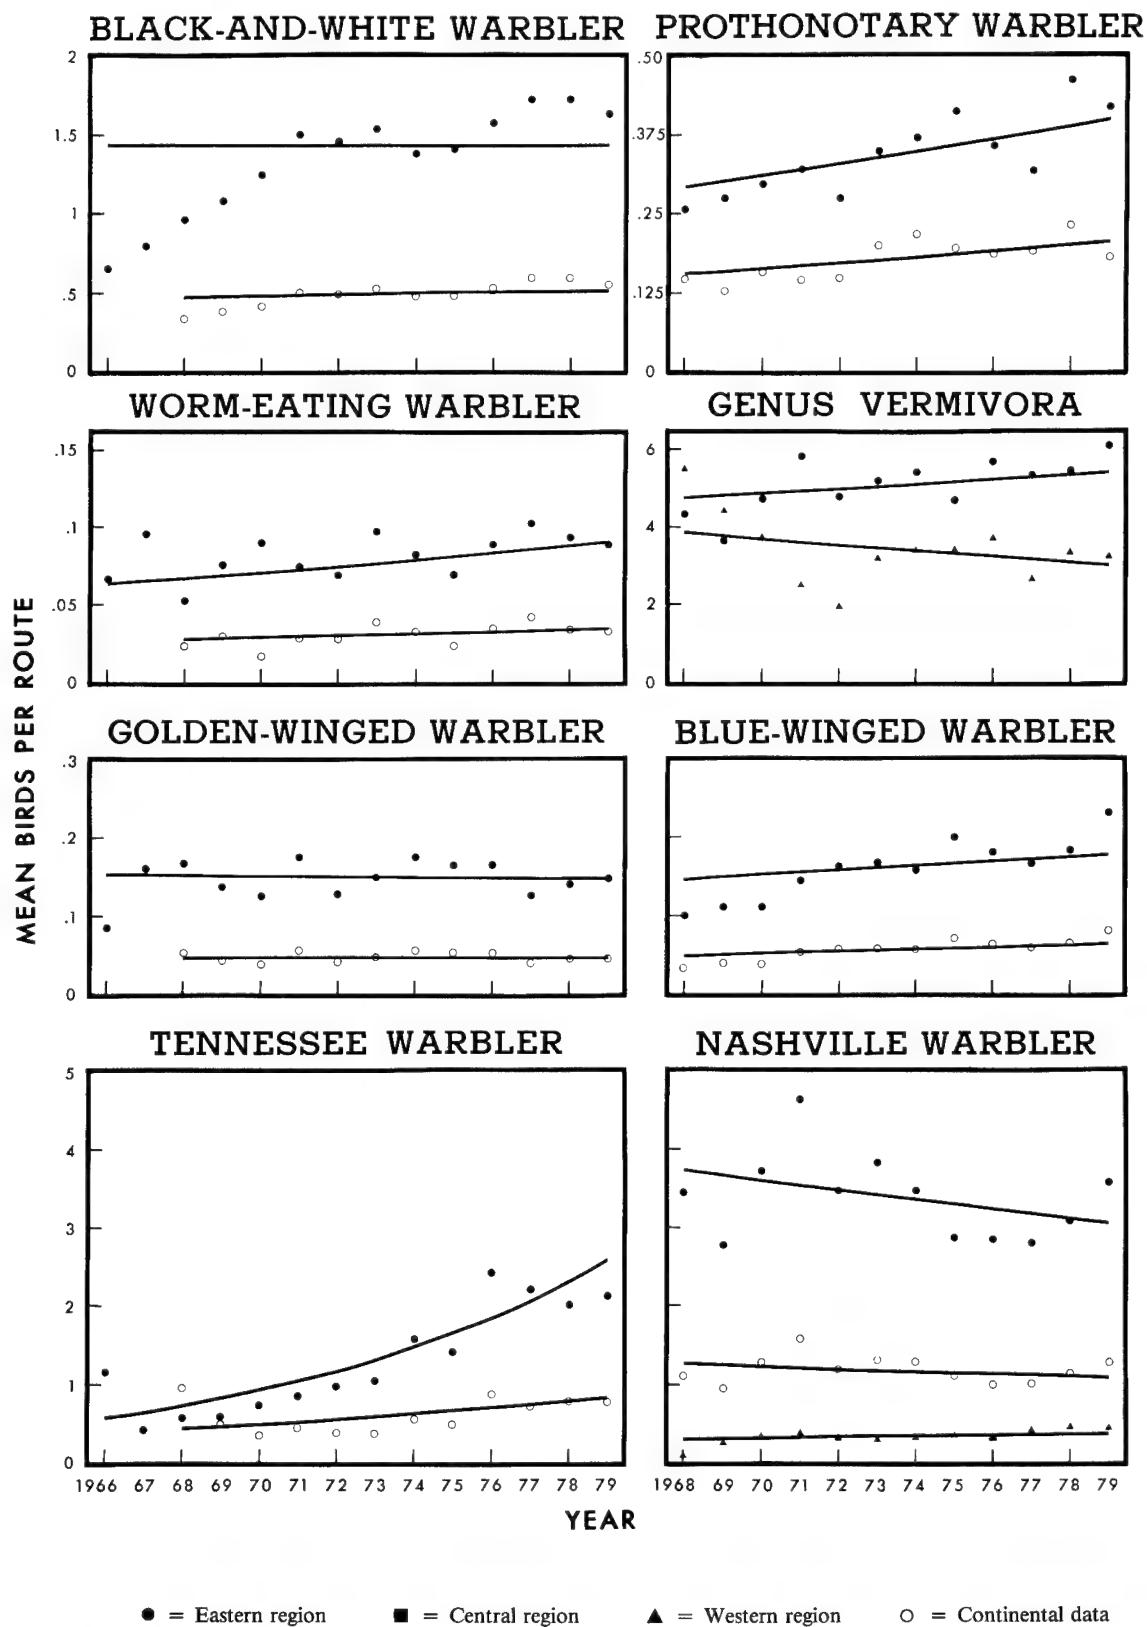 BLACK-AND-WHITE WARBLER
PROTHONOTARY WARBLER
2
1.5
1
.5
0
.50
.375
.25
.125
0
WORM-EATING WARBLER
GENUS VERMIVORA
.15
.1
.05
0
6
4
2
0
MEAN BIRDS PER ROUTE
GOLDEN-WINGED WARBLER
BLUE-WINGED WARBLER
.3
.2
.1
0
TENNESSEE WARBLER
NASHVILLE WARBLER
5
4
3
2
1
0
1966 67 68 69 70 71 72 73 74 75 76 77 78 79
1968 69 70 71 72 73 74 75 76 77 78 79
YEAR
● = Eastern region ■ = Central region ▲ = Western region ○ = Continental data